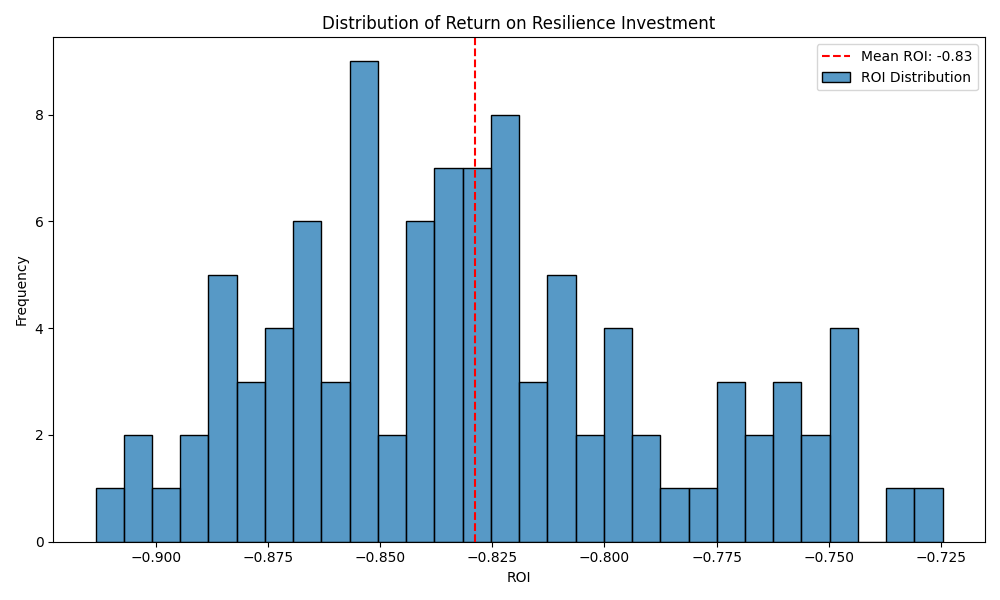 Distribution of Return on Resilience Investment
Mean ROI: -0.83
ROI Distribution
Frequency
8
6
4
2
0
−0.900
−0.875
−0.850
−0.825
−0.800
−0.775
−0.750
−0.725
ROI